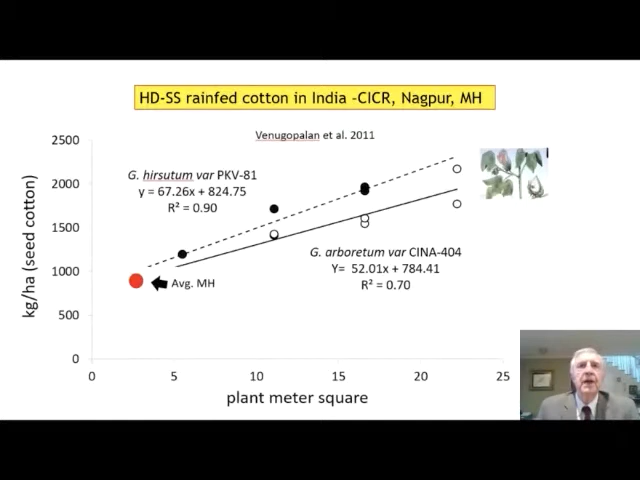 HD-SS rainfed cotton in India -CICR, Nagpur, MH
Venugopalan et al. 2011
G. hirsutum var PKV-81
y = 67.26x + 824.75
R² = 0.90
G. arboretum var CINA-404
Y= 52.01x + 784.41
R² = 0.70
Avg. MH
kg/ha (seed cotton)
2500
2000
1500
1000
500
0
0 5 10 15 20 25
plant meter square